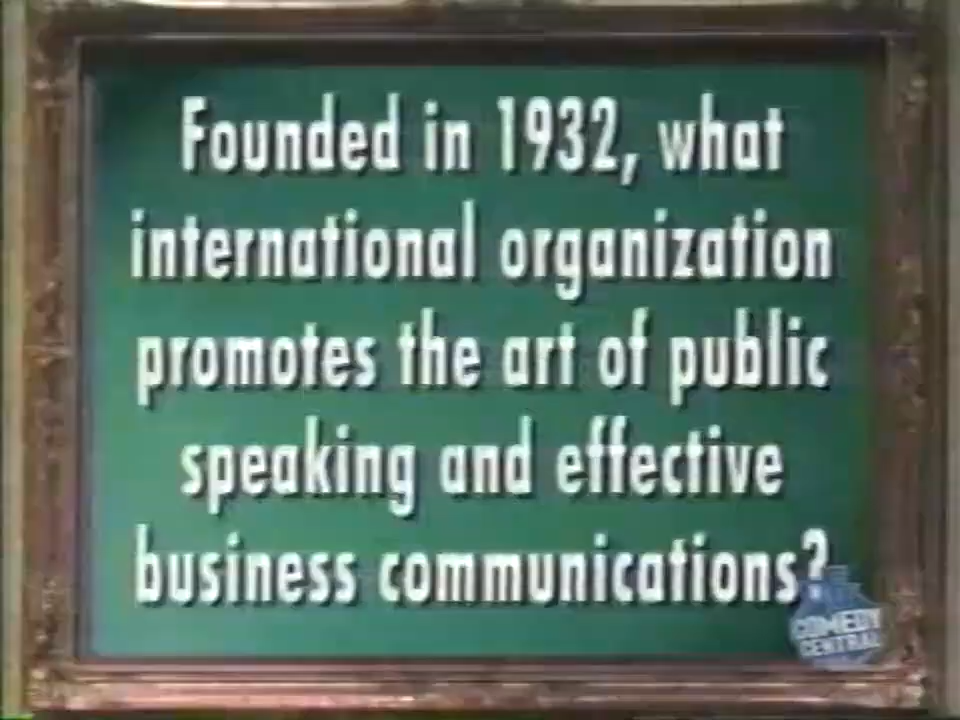 Founded in 1932, what
international organization
promotes the art of public
speaking and effective
business communications?
COMEDY
CENTRAL